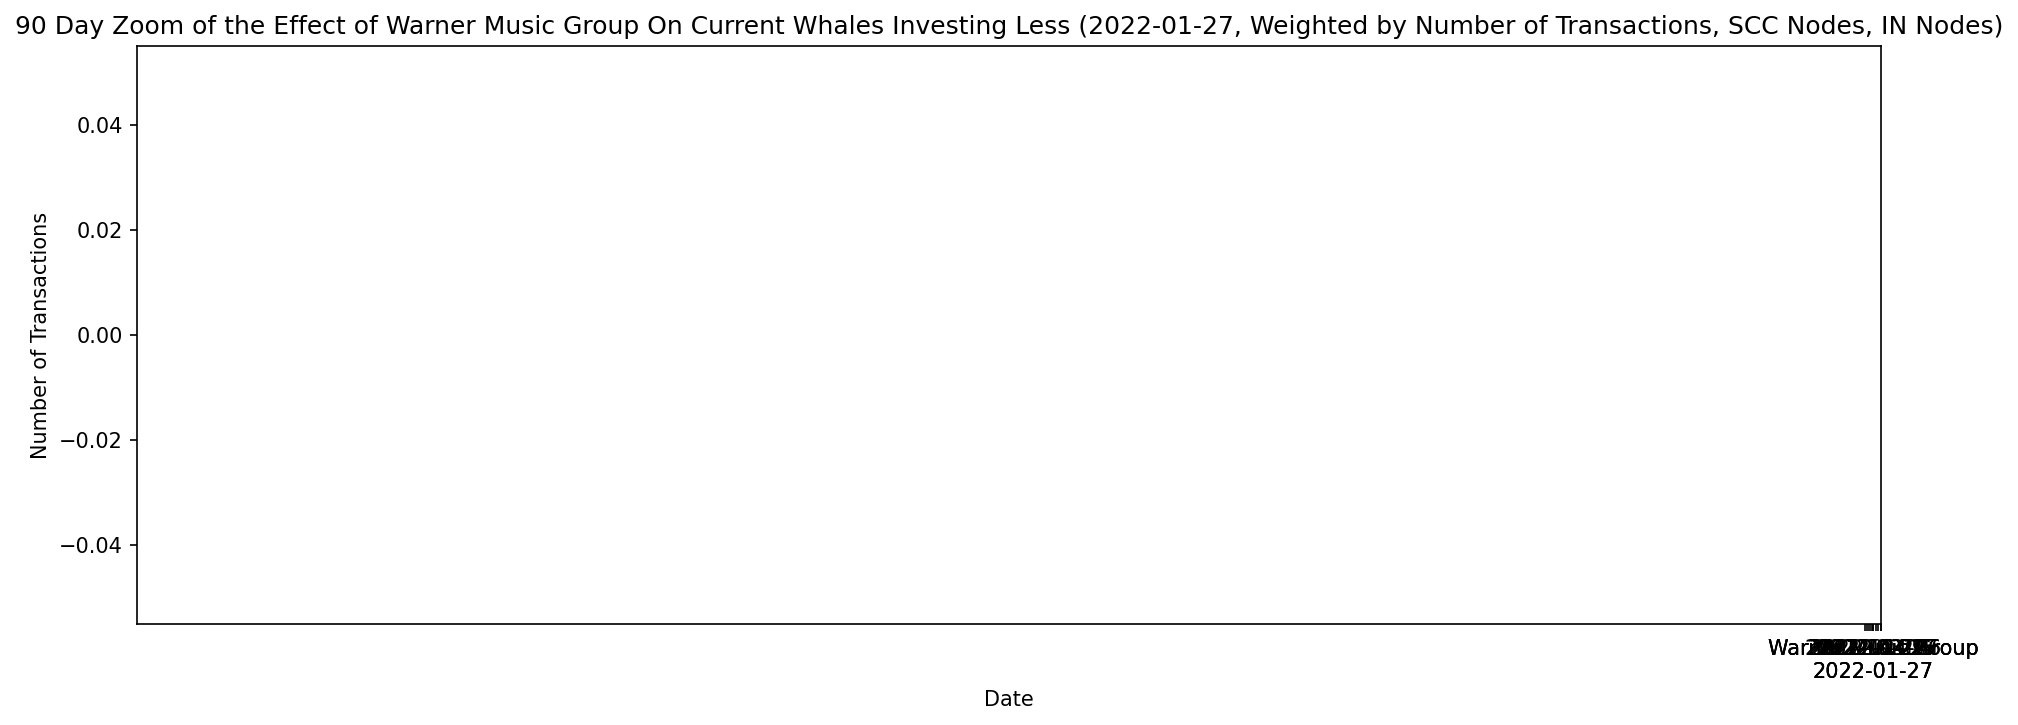 90 Day Zoom of the Effect of Warner Music Group On Current Whales Investing Less (2022-01-27, Weighted by Number of Transactions, SCC Nodes, IN Nodes)
Number of Transactions
0.04
0.02
0.00
−0.02
−0.04
2022-01-27
Date